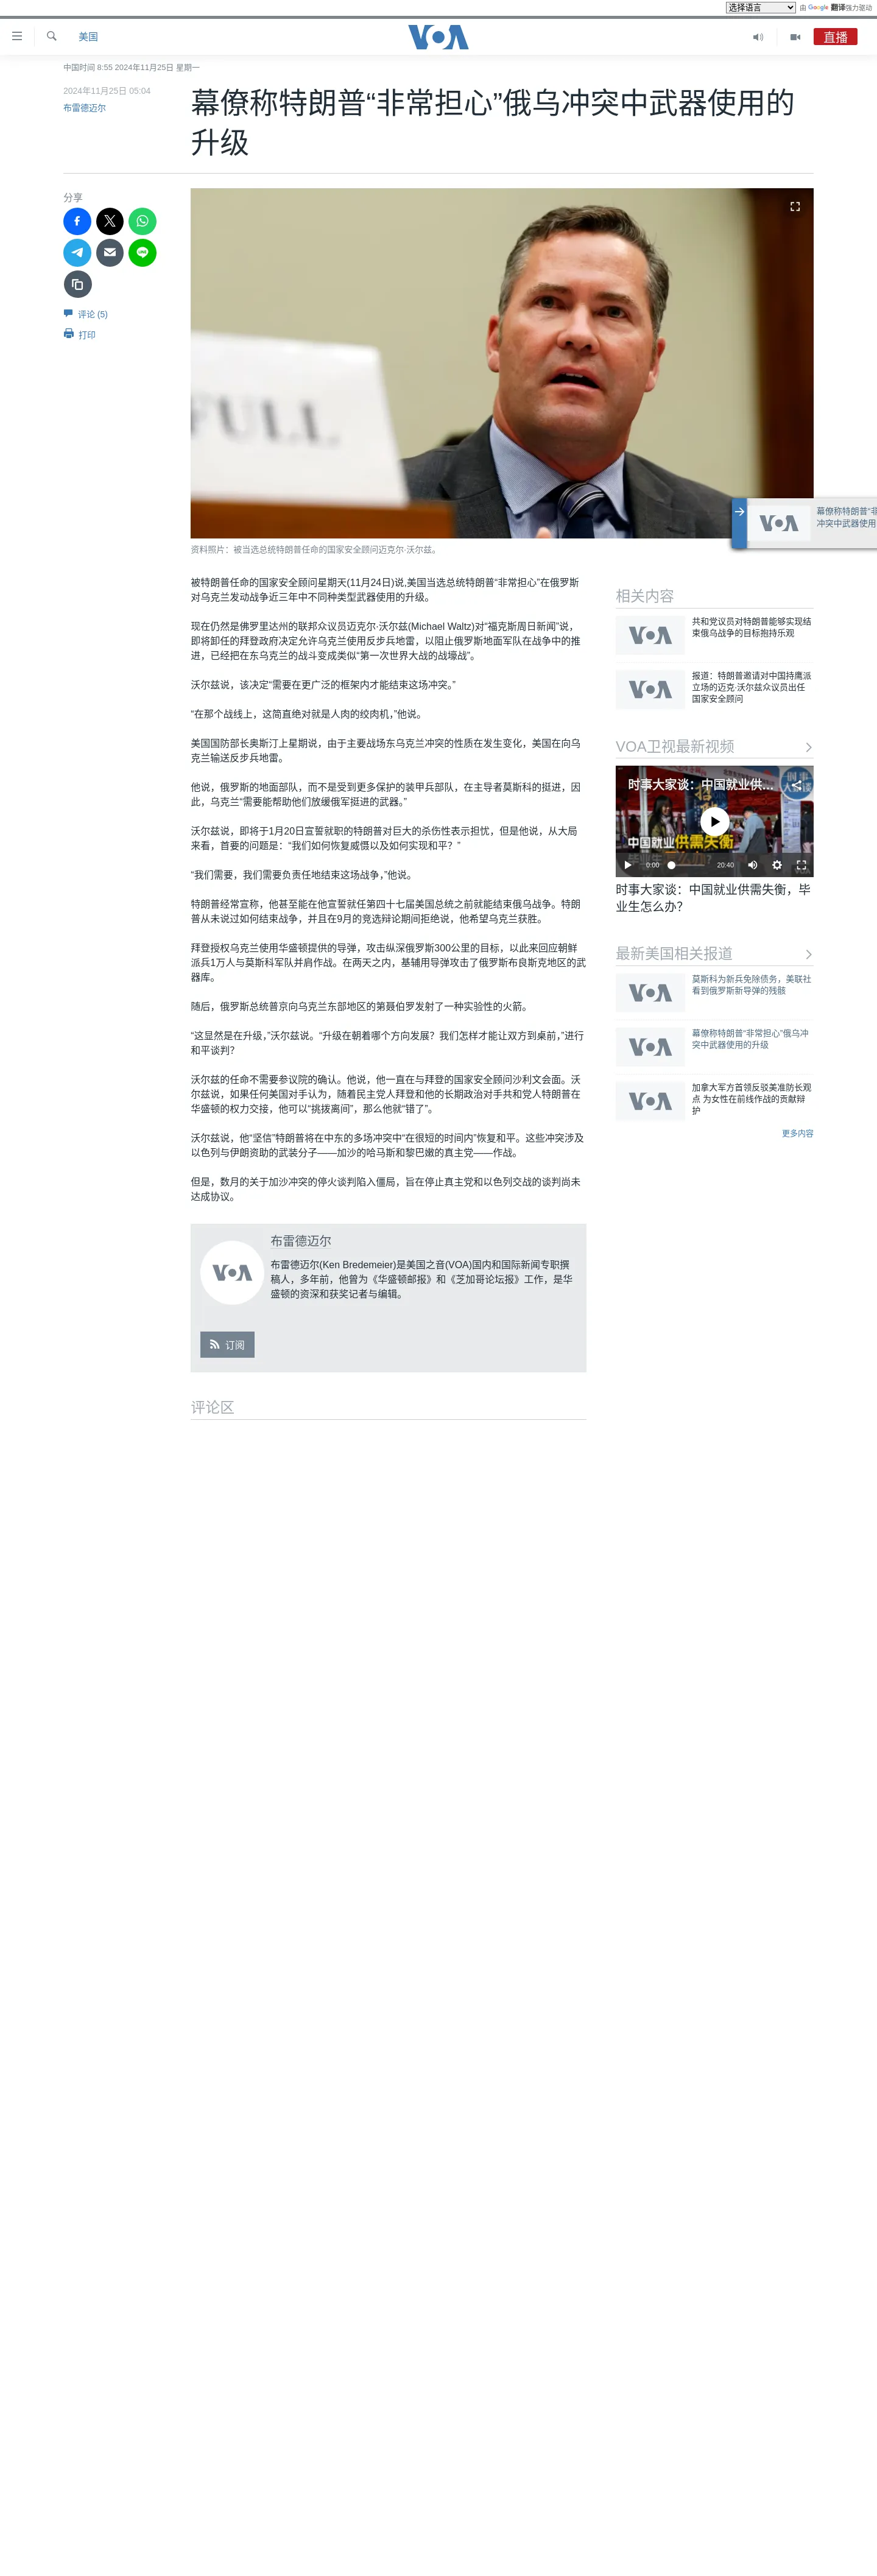 选择语言
由 Google 翻译强力驱动
美国
VOA
直播
中国时间 8:55 2024年11月25日 星期一
2024年11月25日 05:04
布雷德迈尔
幕僚称特朗普“非常担心”俄乌冲突中武器使用的
升级
分享
评论 (5)
打印
FULL
VOA
幕僚称特朗普“非
冲突中武器使用
资料照片：被当选总统特朗普任命的国家安全顾问迈克尔·沃尔兹。
被特朗普任命的国家安全顾问星期天(11月24日)说,美国当选总统特朗普“非常担心”在俄罗斯
对乌克兰发动战争近三年中不同种类型武器使用的升级。
现在仍然是佛罗里达州的联邦众议员迈克尔·沃尔兹(Michael Waltz)对“福克斯周日新闻”说，
即将卸任的拜登政府决定允许乌克兰使用反步兵地雷，以阻止俄罗斯地面军队在战争中的推
进，已经把在东乌克兰的战斗变成类似“第一次世界大战的战壕战”。
沃尔兹说，该决定“需要在更广泛的框架内才能结束这场冲突。”
“在那个战线上，这简直绝对就是人肉的绞肉机，”他说。
美国国防部长奥斯汀上星期说，由于主要战场东乌克兰冲突的性质在发生变化，美国在向乌
克兰输送反步兵地雷。
他说，俄罗斯的地面部队，而不是受到更多保护的装甲兵部队，在主导者莫斯科的挺进，因
此，乌克兰“需要能帮助他们放缓俄军挺进的武器。”
沃尔兹说，即将于1月20日宣誓就职的特朗普对巨大的杀伤性表示担忧，但是他说，从大局
来看，首要的问题是：“我们如何恢复威慑以及如何实现和平？”
“我们需要，我们需要负责任地结束这场战争，”他说。
特朗普经常宣称，他甚至能在他宣誓就任第四十七届美国总统之前就能结束俄乌战争。特朗
普从未说过如何结束战争，并且在9月的竞选辩论期间拒绝说，他希望乌克兰获胜。
拜登授权乌克兰使用华盛顿提供的导弹，攻击纵深俄罗斯300公里的目标，以此来回应朝鲜
派兵1万人与莫斯科军队并肩作战。在两天之内，基辅用导弹攻击了俄罗斯布良斯克地区的武
器库。
随后，俄罗斯总统普京向乌克兰东部地区的第聂伯罗发射了一种实验性的火箭。
“这显然是在升级，”沃尔兹说。“升级在朝着哪个方向发展？我们怎样才能让双方到桌前，”进行
和平谈判？
沃尔兹的任命不需要参议院的确认。他说，他一直在与拜登的国家安全顾问沙利文会面。沃
尔兹说，如果任何美国对手认为，随着民主党人拜登和他的长期政治对手共和党人特朗普在
华盛顿的权力交接，他可以“挑拨离间”，那么他就“错了”。
沃尔兹说，他“坚信”特朗普将在中东的多场冲突中“在很短的时间内”恢复和平。这些冲突涉及
以色列与伊朗资助的武装分子——加沙的哈马斯和黎巴嫩的真主党——作战。
但是，数月的关于加沙冲突的停火谈判陷入僵局，旨在停止真主党和以色列交战的谈判尚未
达成协议。
VOA
布雷德迈尔
布雷德迈尔(Ken Bredemeier)是美国之音(VOA)国内和国际新闻专职撰
稿人，多年前，他曾为《华盛顿邮报》和《芝加哥论坛报》工作，是华
盛顿的资深和获奖记者与编辑。
订阅
评论区
相关内容
VOA
共和党议员对特朗普能够实现结
束俄乌战争的目标抱持乐观
VOA
报道：特朗普邀请对中国持鹰派
立场的迈克·沃尔兹众议员出任
国家安全顾问
VOA卫视最新视频
时事大家谈：中国就业供...
中国就业供需失衡
0:00
20:40
时事大家谈：中国就业供需失衡，毕
业生怎么办？
最新美国相关报道
VOA
莫斯科为新兵免除债务，美联社
看到俄罗斯新导弹的残骸
VOA
幕僚称特朗普“非常担心”俄乌冲
突中武器使用的升级
VOA
加拿大军方首领反驳美准防长观
点 为女性在前线作战的贡献辩
护
更多内容